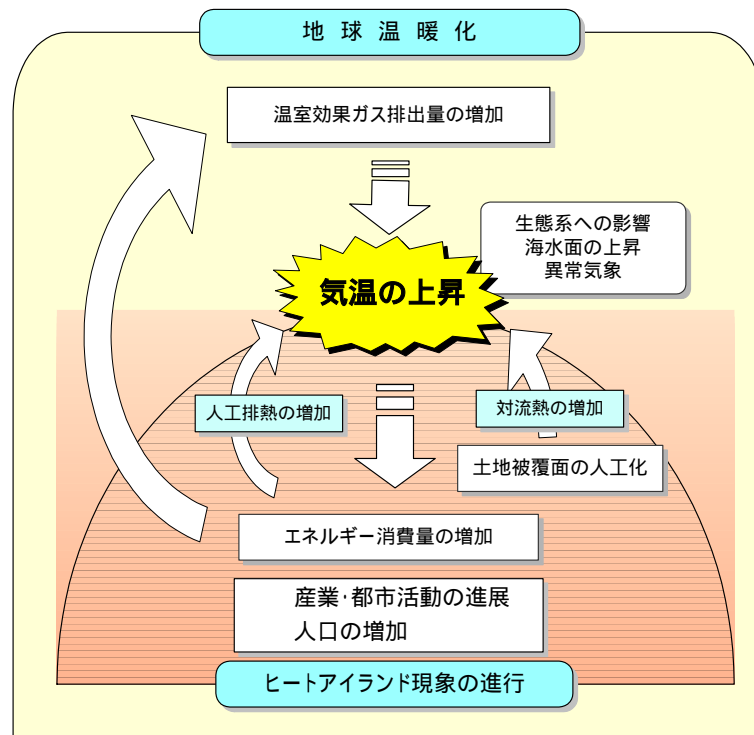 地球温暖化
温室効果ガス排出量の増加
生態系への影響
海水面の上昇
異常気象
気温の上昇
人工排熱の増加
対流熱の増加
土地被覆面の人工化
エネルギー消費量の増加
産業・都市活動の進展
人口の増加
ヒートアイランド現象の進行